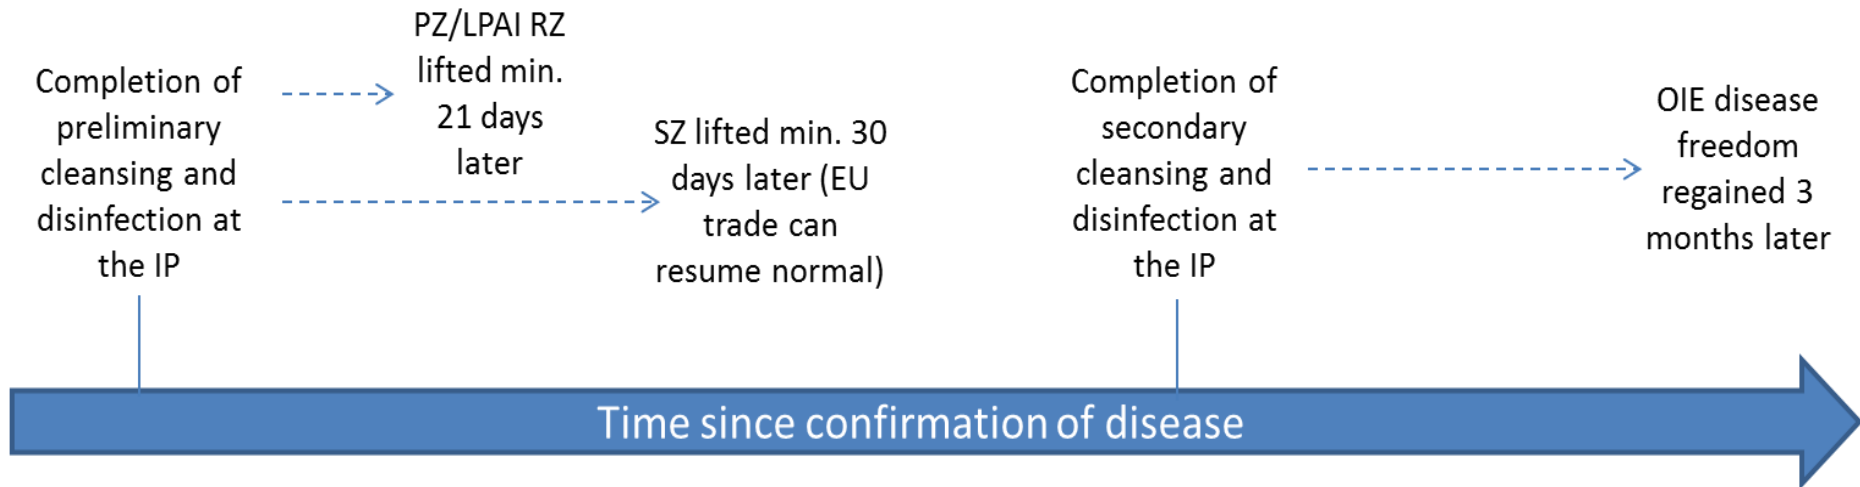 Completion of
preliminary
cleansing and
disinfection at
the IP
PZ/LPAI RZ
lifted min.
21 days
later
SZ lifted min. 30
days later (EU
trade can
resume normal)
Completion of
secondary
cleansing and
disinfection at
the IP
OIE disease
freedom
regained 3
months later
Time since confirmation of disease